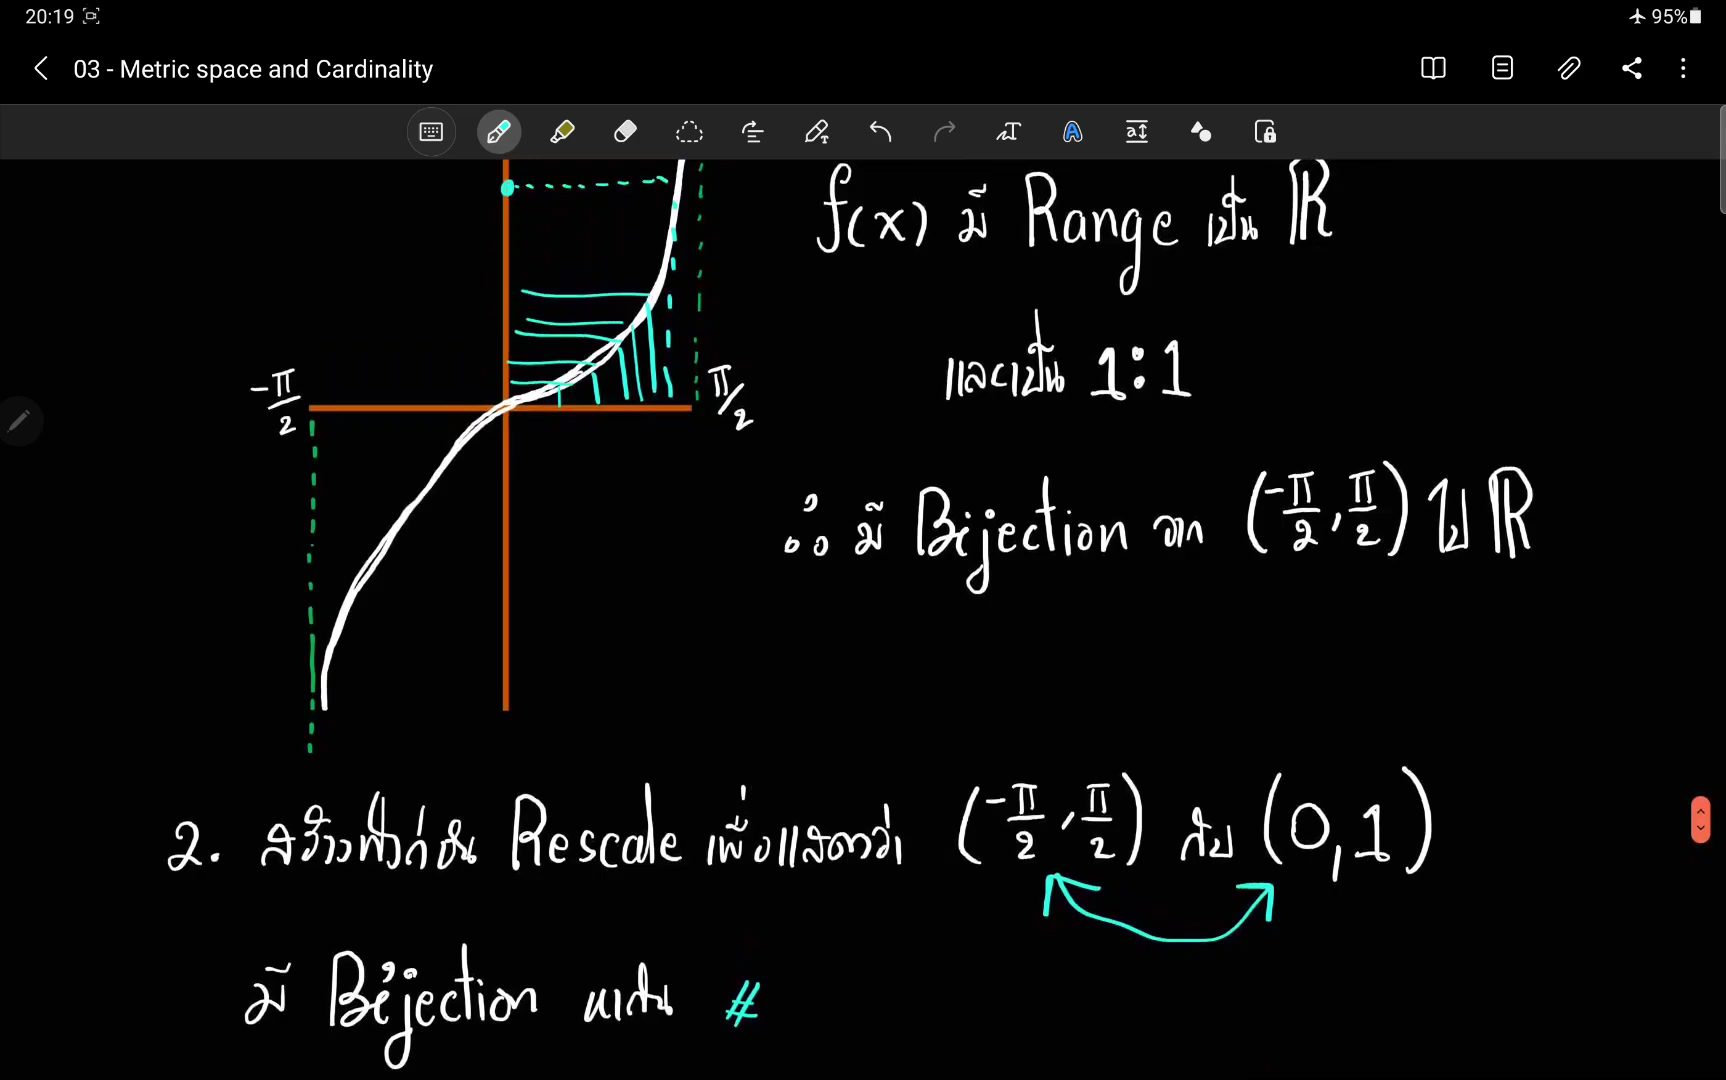 20:19 95%
03 - Metric space and Cardinality
f(x) มี Range เป็น ℝ
และเป็น 1:1
-π/2 π/2
∴ มี Bijection จาก (-π/2, π/2) ไป ℝ
2. สร้างฟังก์ชัน Rescale เพื่อแสดงว่า (-π/2, π/2) กับ (0,1)
มี Bijection แก่กัน #